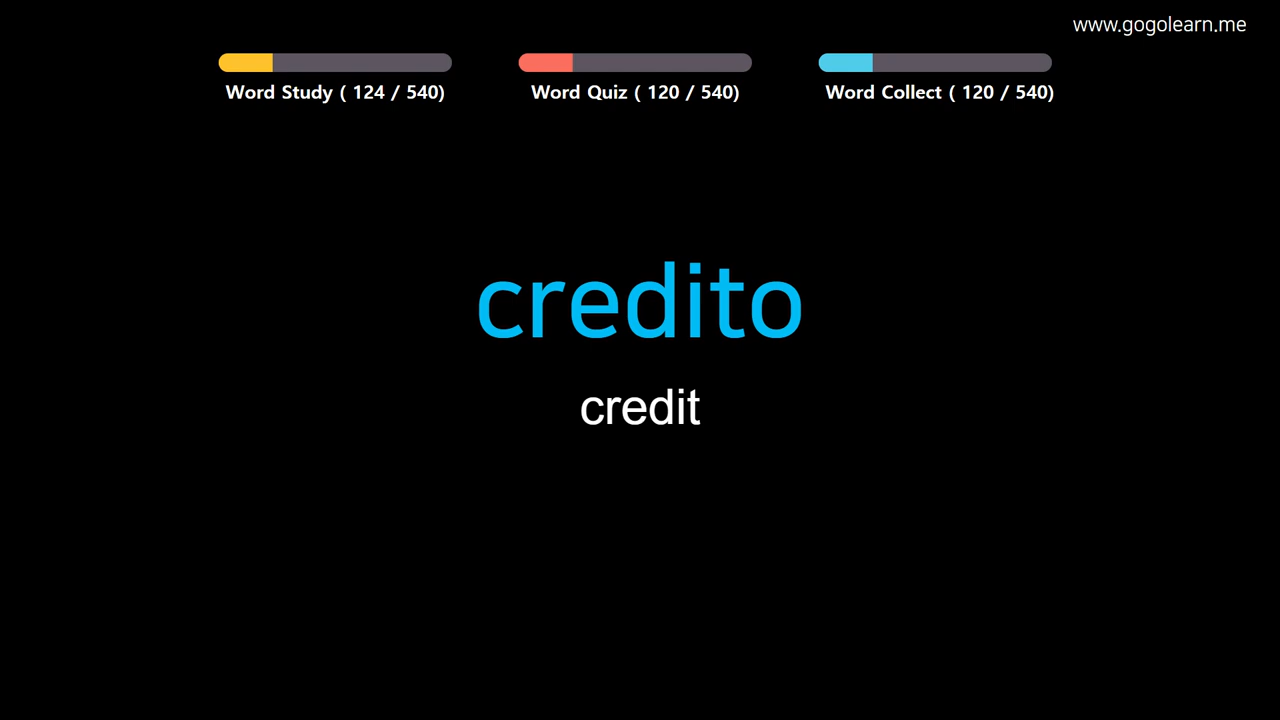 www.gogolearn.me
Word Study ( 124 / 540)
Word Quiz ( 120 / 540)
Word Collect ( 120 / 540)
credito
credit